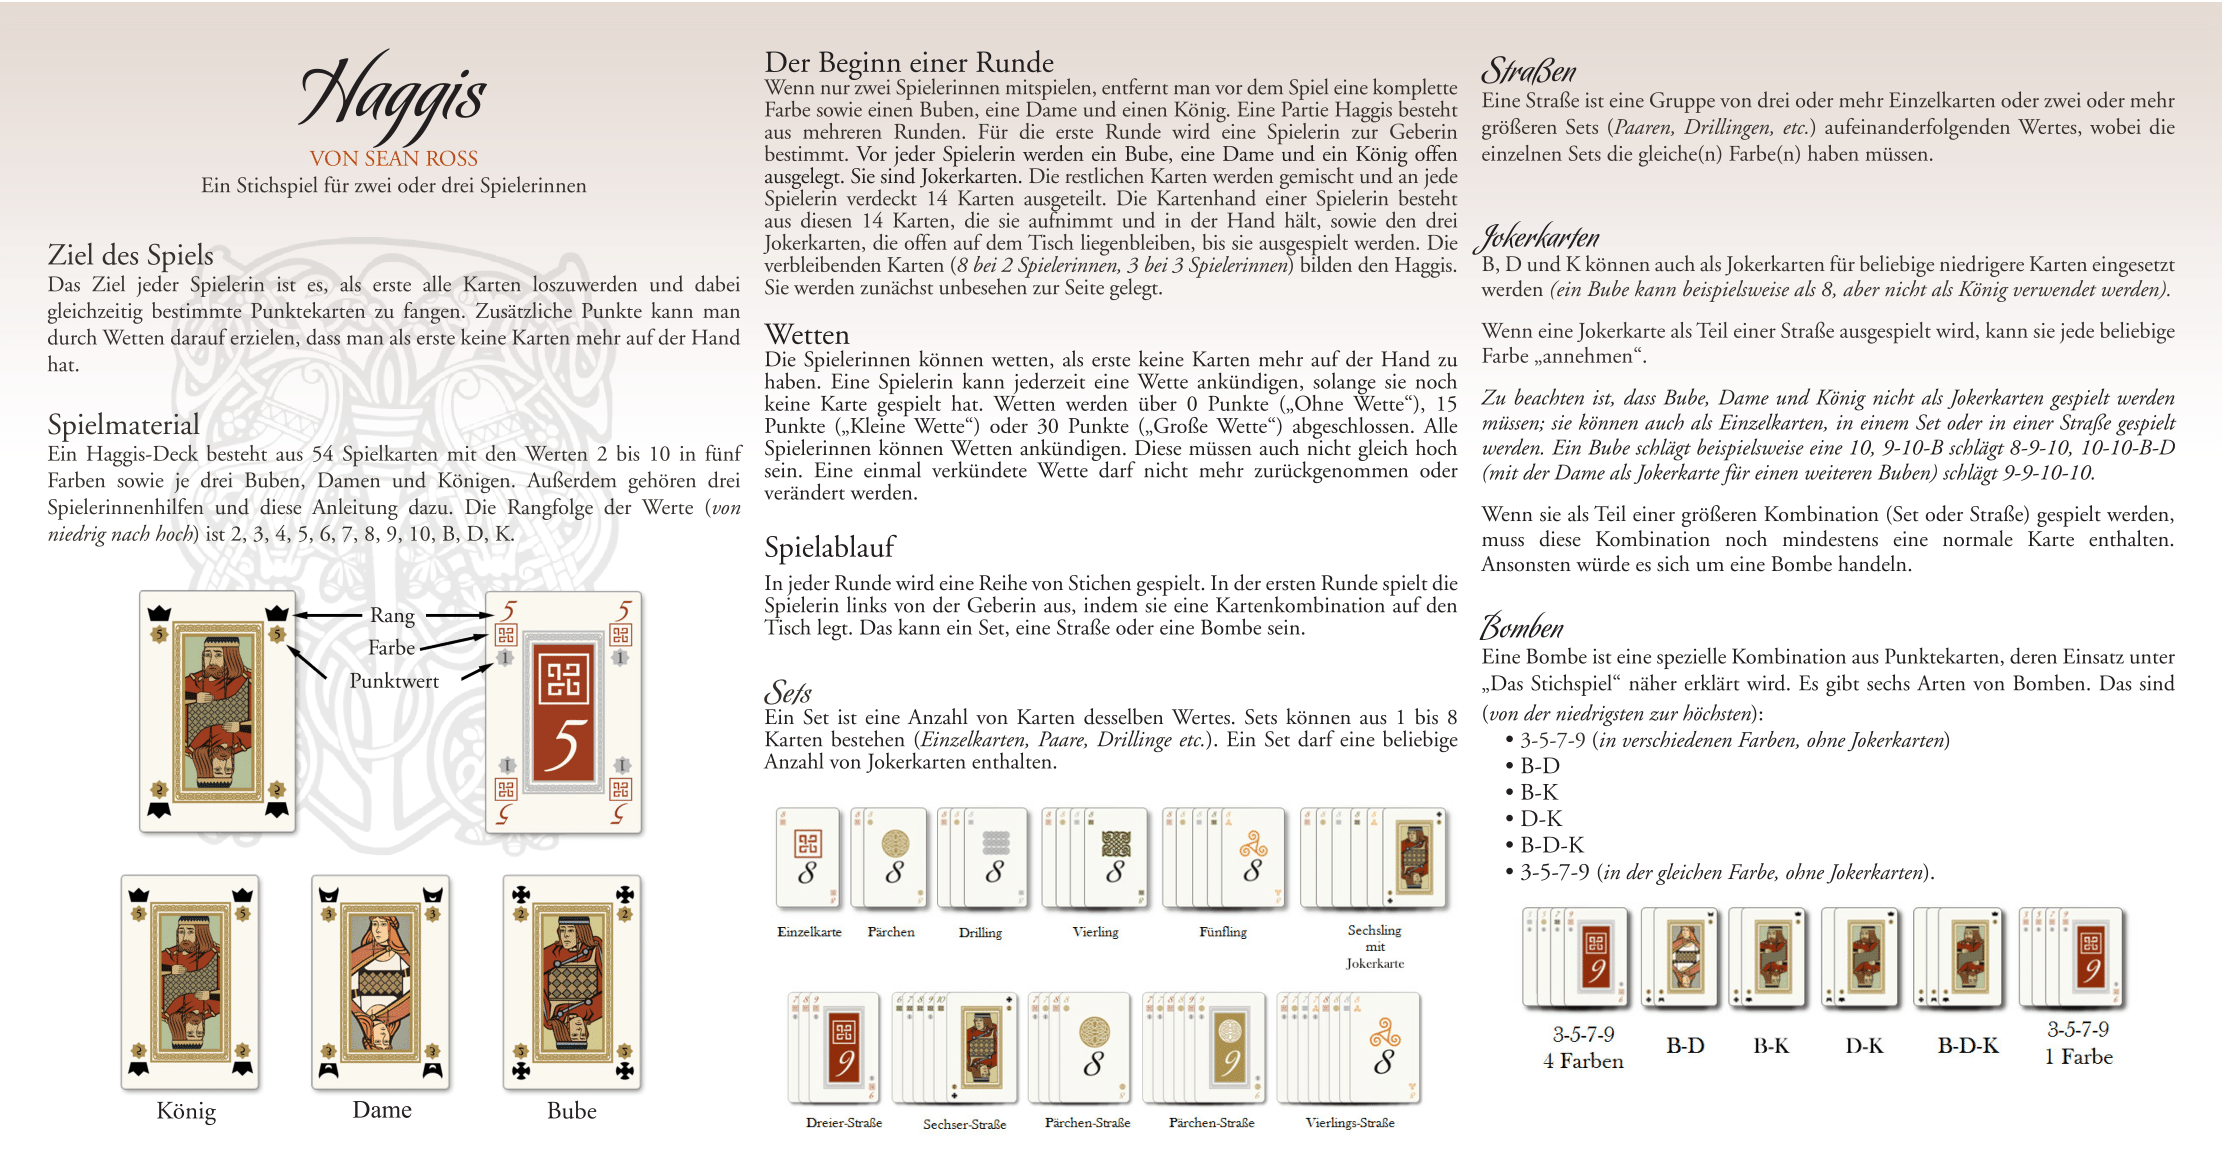 Haggis
VON SEAN ROSS
Ein Stichspiel für zwei oder drei Spielerinnen
Ziel des Spiels
Das Ziel jeder Spielerin ist es, als erste alle Karten loszuwerden und dabei
gleichzeitig bestimmte Punktekarten zu fangen. Zusätzliche Punkte kann man
durch Wetten darauf erzielen, dass man als erste keine Karten mehr auf der Hand
hat.
Spielmaterial
Ein Haggis-Deck besteht aus 54 Spielkarten mit den Werten 2 bis 10 in fünf
Farben sowie je drei Buben, Damen und Königen. Außerdem gehören drei
Spielerinnenhilfen und diese Anleitung dazu. Die Rangfolge der Werte (von
niedrig nach hoch) ist 2, 3, 4, 5, 6, 7, 8, 9, 10, B, D, K.
Rang
Farbe
Punktwert
5
5
5
5
5
1
1
5
1
1
5
5
König
Dame
Bube
Der Beginn einer Runde
Wenn nur zwei Spielerinnen mitspielen, entfernt man vor dem Spiel eine komplette
Farbe sowie einen Buben, eine Dame und einen König. Eine Partie Haggis besteht
aus mehreren Runden. Für die erste Runde wird eine Spielerin zur Geberin
bestimmt. Vor jeder Spielerin werden ein Bube, eine Dame und ein König offen
ausgelegt. Sie sind Jokerkarten. Die restlichen Karten werden gemischt und an jede
Spielerin verdeckt 14 Karten ausgeteilt. Die Kartenhand einer Spielerin besteht
aus diesen 14 Karten, die sie aufnimmt und in der Hand hält, sowie den drei
Jokerkarten, die offen auf dem Tisch liegenbleiben, bis sie ausgespielt werden. Die
verbleibenden Karten (8 bei 2 Spielerinnen, 3 bei 3 Spielerinnen) bilden den Haggis.
Sie werden zunächst unbesehen zur Seite gelegt.
Wetten
Die Spielerinnen können wetten, als erste keine Karten mehr auf der Hand zu
haben. Eine Spielerin kann jederzeit eine Wette ankündigen, solange sie noch
keine Karte gespielt hat. Wetten werden über 0 Punkte („Ohne Wette“), 15
Punkte („Kleine Wette“) oder 30 Punkte („Große Wette“) abgeschlossen. Alle
Spielerinnen können Wetten ankündigen. Diese müssen auch nicht gleich hoch
sein. Eine einmal verkündete Wette darf nicht mehr zurückgenommen oder
verändert werden.
Spielablauf
In jeder Runde wird eine Reihe von Stichen gespielt. In der ersten Runde spielt die
Spielerin links von der Geberin aus, indem sie eine Kartenkombination auf den
Tisch legt. Das kann ein Set, eine Straße oder eine Bombe sein.
Sets
Ein Set ist eine Anzahl von Karten desselben Wertes. Sets können aus 1 bis 8
Karten bestehen (Einzelkarten, Paare, Drillinge etc.). Ein Set darf eine beliebige
Anzahl von Jokerkarten enthalten.
8 8 8 8 8
Einzelkarte Pärchen Drilling Vierling Fünfling Sechsling
mit
Jokerkarte
9 8 9 8
Dreier-Straße Sechser-Straße Pärchen-Straße Pärchen-Straße Vierlings-Straße
Straßen
Eine Straße ist eine Gruppe von drei oder mehr Einzelkarten oder zwei oder mehr
größeren Sets (Paaren, Drillingen, etc.) aufeinanderfolgenden Wertes, wobei die
einzelnen Sets die gleiche(n) Farbe(n) haben müssen.
Jokerkarten
B, D und K können auch als Jokerkarten für beliebige niedrigere Karten eingesetzt
werden (ein Bube kann beispielsweise als 8, aber nicht als König verwendet werden).
Wenn eine Jokerkarte als Teil einer Straße ausgespielt wird, kann sie jede beliebige
Farbe „annehmen“.
Zu beachten ist, dass Bube, Dame und König nicht als Jokerkarten gespielt werden
müssen; sie können auch als Einzelkarten, in einem Set oder in einer Straße gespielt
werden. Ein Bube schlägt beispielsweise eine 10, 9-10-B schlägt 8-9-10, 10-10-B-D
(mit der Dame als Jokerkarte für einen weiteren Buben) schlägt 9-9-10-10.
Wenn sie als Teil einer größeren Kombination (Set oder Straße) gespielt werden,
muss diese Kombination noch mindestens eine normale Karte enthalten.
Ansonsten würde es sich um eine Bombe handeln.
Bomben
Eine Bombe ist eine spezielle Kombination aus Punktekarten, deren Einsatz unter
„Das Stichspiel“ näher erklärt wird. Es gibt sechs Arten von Bomben. Das sind
(von der niedrigsten zur höchsten):
• 3-5-7-9 (in verschiedenen Farben, ohne Jokerkarten)
• B-D
• B-K
• D-K
• B-D-K
• 3-5-7-9 (in der gleichen Farbe, ohne Jokerkarten).
9 9
3-5-7-9
4 Farben
B-D
B-K
D-K
B-D-K
3-5-7-9
1 Farbe